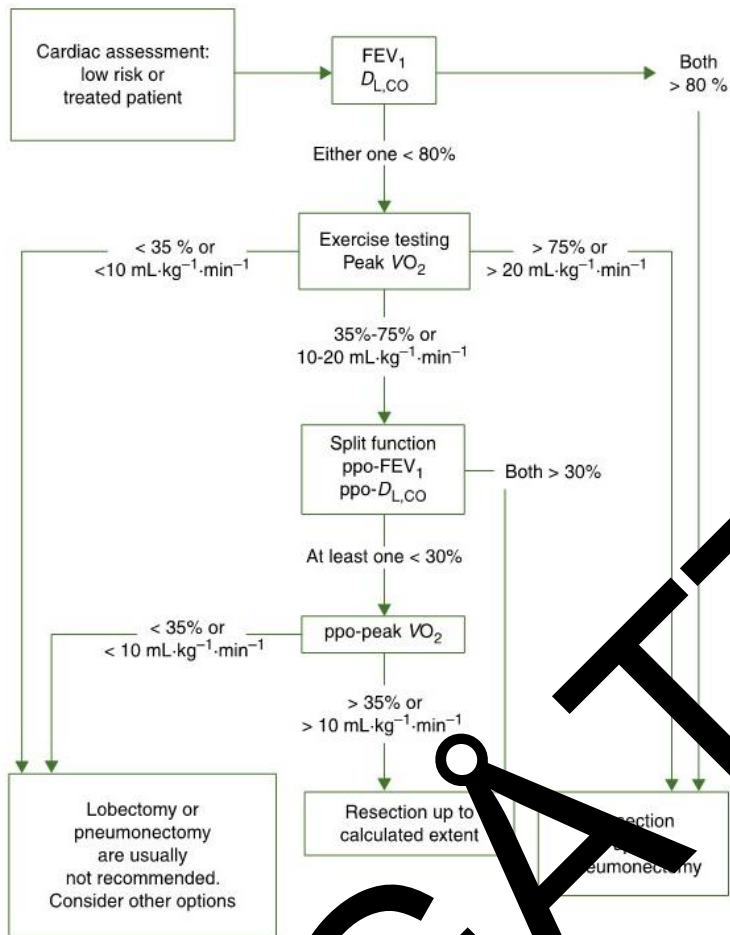 Cardiac assessment:
low risk or
treated patient
FEV₁
D_L,CO
Both
> 80 %
Either one < 80%
Exercise testing
Peak VO₂
< 35 % or
<10 mL·kg⁻¹·min⁻¹
> 75% or
> 20 mL·kg⁻¹·min⁻¹
35%-75% or
10-20 mL·kg⁻¹·min⁻¹
Split function
ppo-FEV₁
ppo-D_L,CO
Both > 30%
At least one < 30%
ppo-peak VO₂
< 35% or
< 10 mL·kg⁻¹·min⁻¹
> 35% or
> 10 mL·kg⁻¹·min⁻¹
Lobectomy or
pneumonectomy
are usually
not recommended.
Consider other options
Resection up to
calculated extent